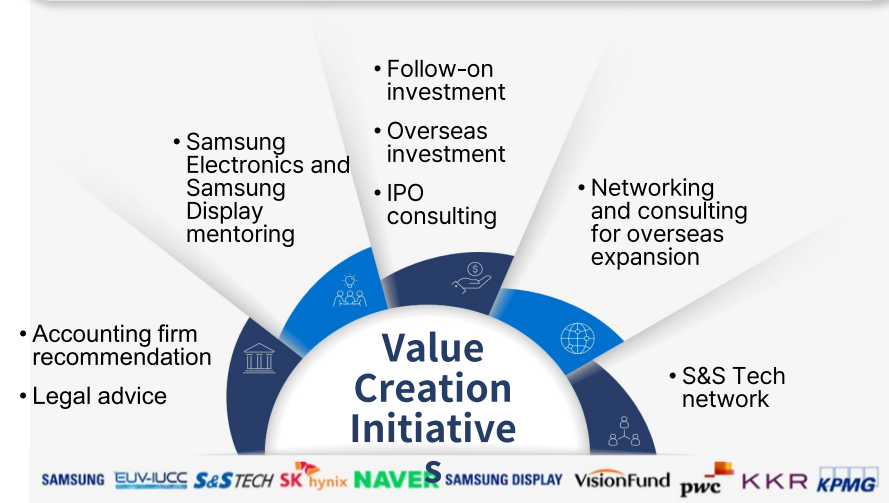 • Follow-on
investment
• Overseas
investment
• IPO
consulting
• Samsung
Electronics and
Samsung
Display
mentoring
• Networking
and consulting
for overseas
expansion
• Accounting firm
recommendation
• Legal advice
• S&S Tech
network
Value
Creation
Initiative
s
SAMSUNG EUV-IUCC S&S TECH SK hynix NAVER SAMSUNG DISPLAY VisionFund pwc KKR KPMG